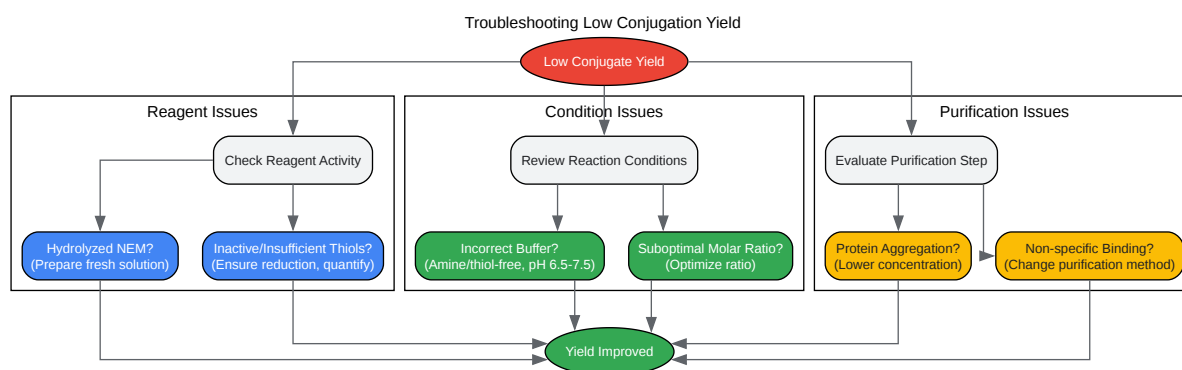 Troubleshooting Low Conjugation Yield
Low Conjugate Yield
Reagent Issues
Condition Issues
Purification Issues
Check Reagent Activity
Review Reaction Conditions
Evaluate Purification Step
Hydrolyzed NEM?
(Prepare fresh solution)
Inactive/Insufficient Thiols?
(Ensure reduction, quantify)
Incorrect Buffer?
(Amine/thiol-free, pH 6.5-7.5)
Suboptimal Molar Ratio?
(Optimize ratio)
Protein Aggregation?
(Lower concentration)
Non-specific Binding?
(Change purification method)
Yield Improved